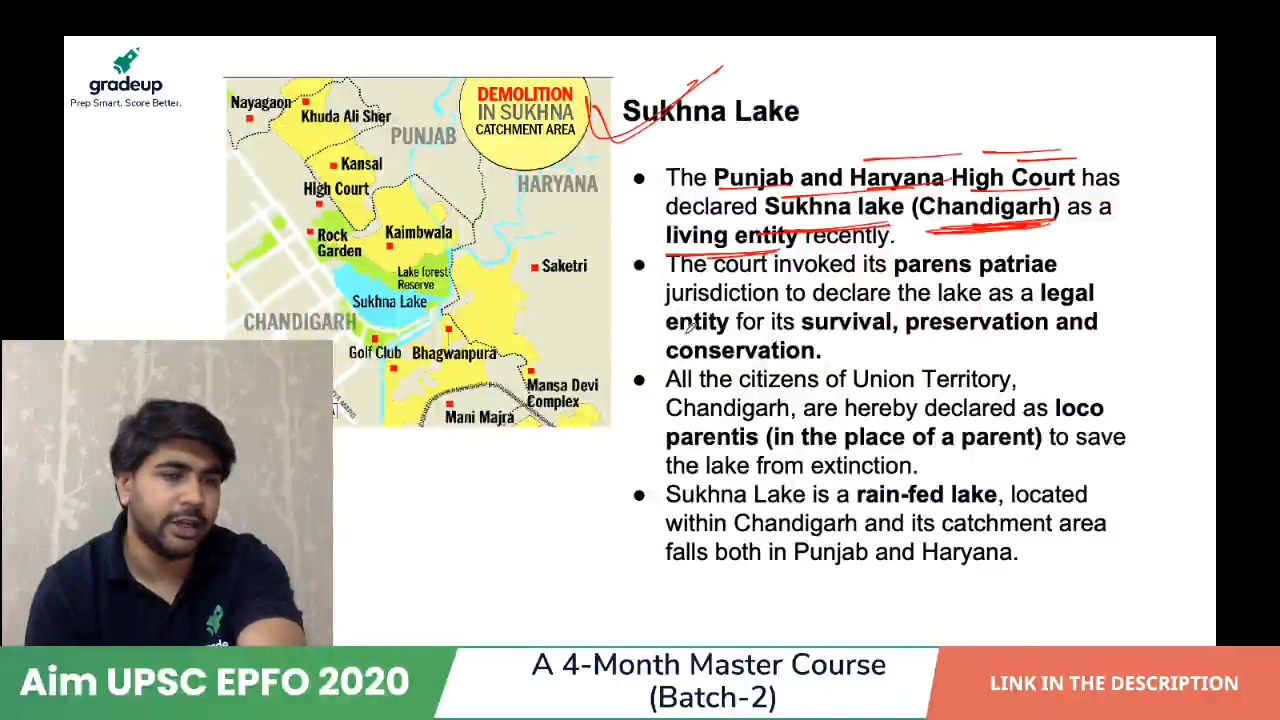 gradeup
Prep Smart. Score Better.
Nayagaon
Khuda Ali Sher
PUNJAB
DEMOLITION
IN SUKHNA
CATCHMENT AREA
Kansal
High Court
HARYANA
Rock
Garden
Kaimbwala
Saketri
Lake forest
Reserve
Sukhna Lake
CHANDIGARH
Golf Club
Bhagwanpura
Mansa Devi
Complex
Mani Majra
Sukhna Lake
● The Punjab and Haryana High Court has
declared Sukhna lake (Chandigarh) as a
living entity recently.
● The court invoked its parens patriae
jurisdiction to declare the lake as a legal
entity for its survival, preservation and
conservation.
● All the citizens of Union Territory,
Chandigarh, are hereby declared as loco
parentis (in the place of a parent) to save
the lake from extinction.
● Sukhna Lake is a rain-fed lake, located
within Chandigarh and its catchment area
falls both in Punjab and Haryana.
Aim UPSC EPFO 2020
A 4-Month Master Course
(Batch-2)
LINK IN THE DESCRIPTION